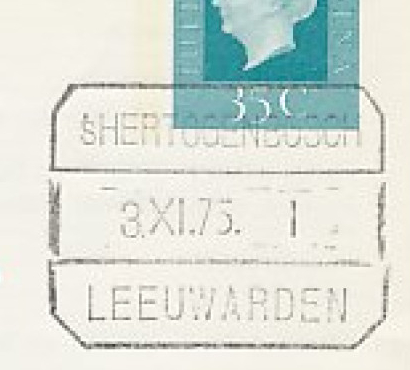 35C
sHERTOGENBOSCH
3.XI.75. 1
LEEUWARDEN